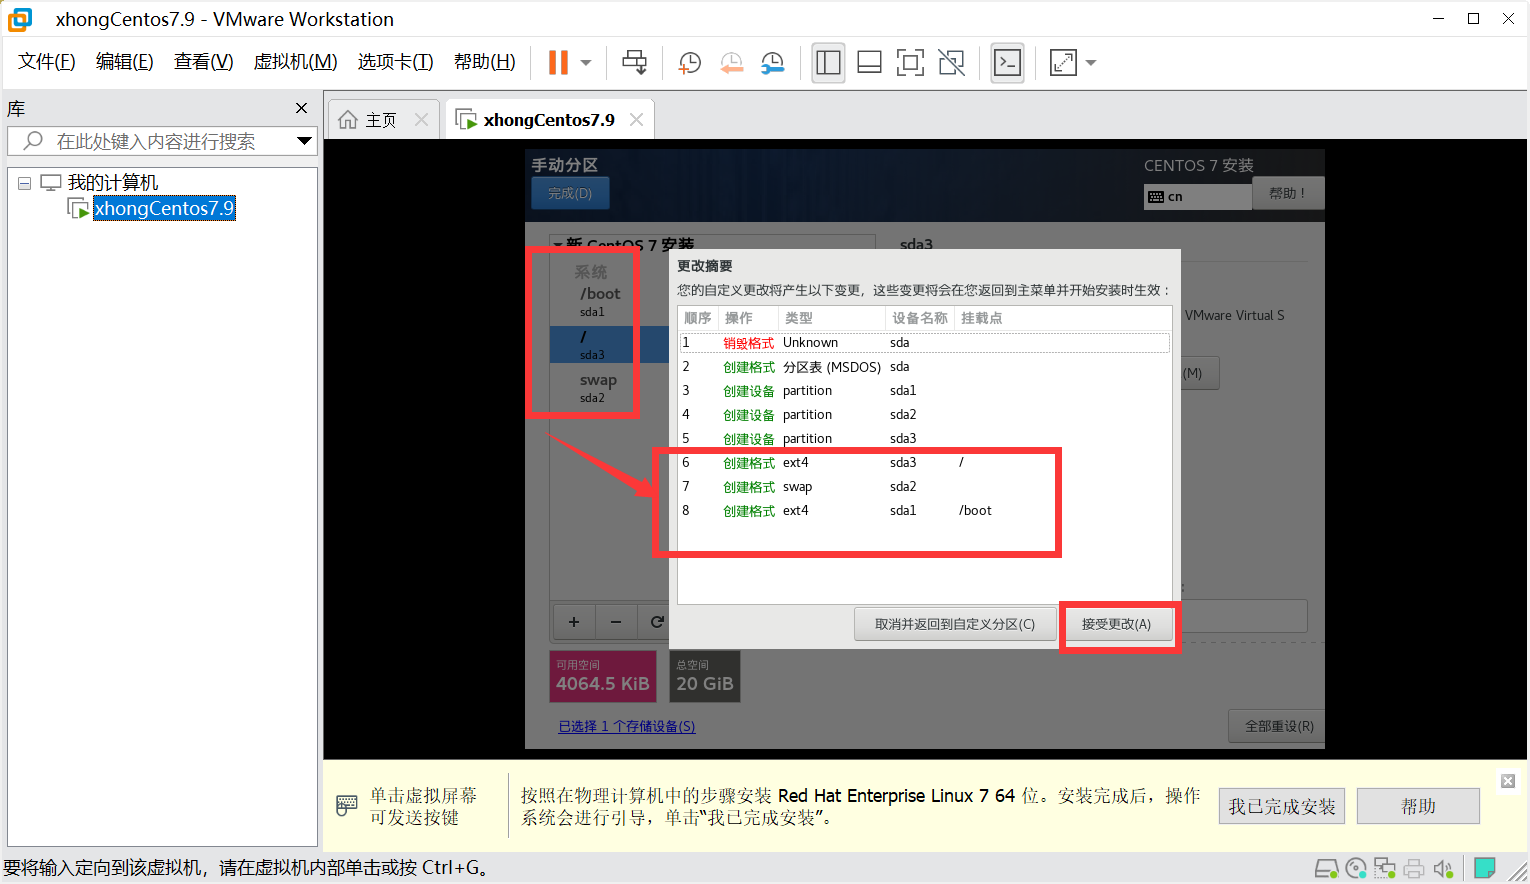 xhongCentos7.9 - VMware Workstation
文件(F) 编辑(E) 查看(V) 虚拟机(M) 选项卡(T) 帮助(H)
库
在此处键入内容进行搜索
我的计算机
xhongCentos7.9
主页
xhongCentos7.9
手动分区
完成(D)
CENTOS 7 安装
cn
帮助！
新 CentOS 7 安装
系统
/boot
sda1
/
sda3
swap
sda2
sda3
VMware Virtual S
(M)
更改摘要
您的自定义更改将产生以下变更，这些变更将会在您返回到主菜单并开始安装时生效：
顺序 操作 类型 设备名称 挂载点
1 销毁格式 Unknown sda
2 创建格式 分区表 (MSDOS) sda
3 创建设备 partition sda1
4 创建设备 partition sda2
5 创建设备 partition sda3
6 创建格式 ext4 sda3 /
7 创建格式 swap sda2
8 创建格式 ext4 sda1 /boot
取消并返回到自定义分区(C) 接受更改(A)
+ − 
可用空间
4064.5 KiB
总空间
20 GiB
已选择 1 个存储设备(S)
全部重设(R)
单击虚拟屏幕
可发送按键
按照在物理计算机中的步骤安装 Red Hat Enterprise Linux 7 64 位。安装完成后，操作
系统会进行引导，单击“我已完成安装”。
我已完成安装 帮助
要将输入定向到该虚拟机，请在虚拟机内部单击或按 Ctrl+G。